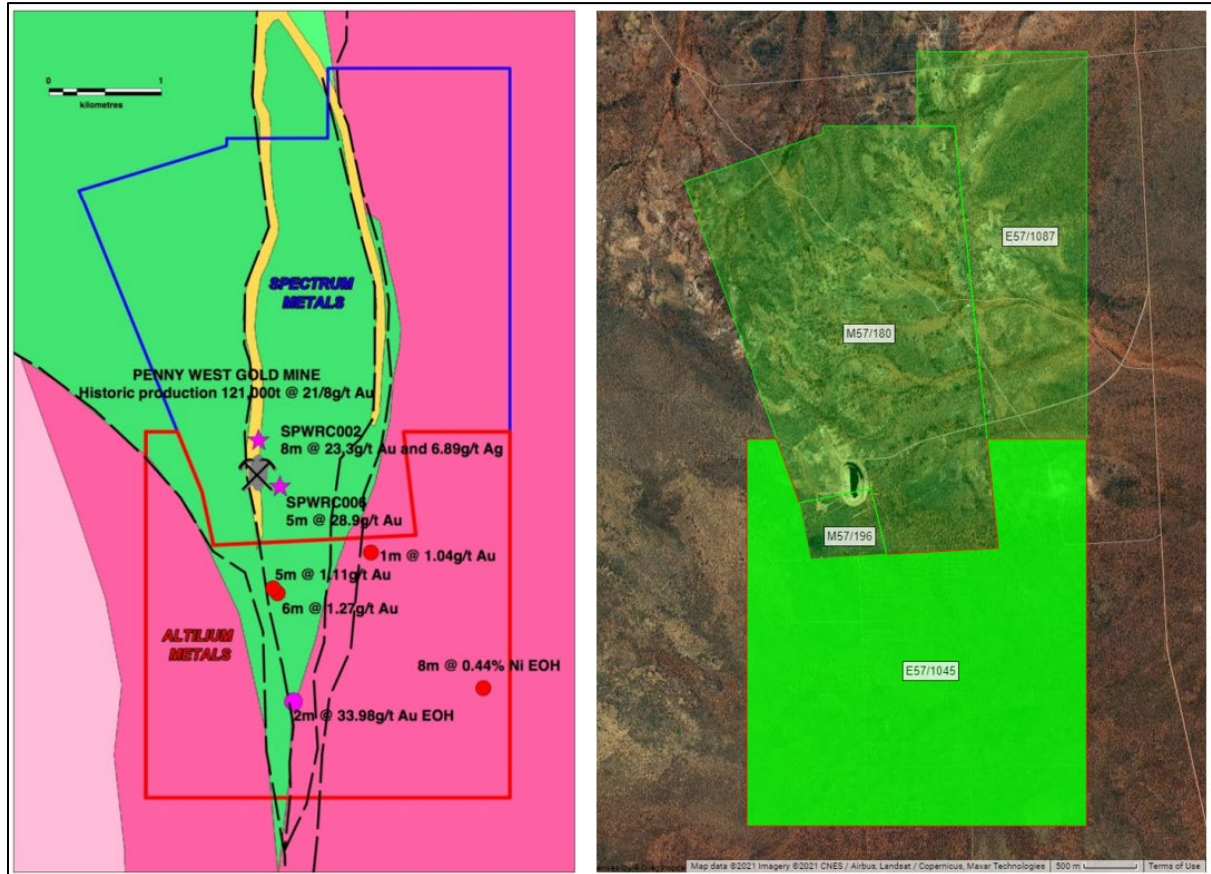 0 1
kilometres
SPECTRUM
METALS
PENNY WEST GOLD MINE
Historic production 121,000t @ 21/8g/t Au
SPWRC002
8m @ 23.3g/t Au and 6.89g/t Ag
SPWRC006
5m @ 28.9g/t Au
1m @ 1.04g/t Au
5m @ 1.11g/t Au
6m @ 1.27g/t Au
ALTILIUM
METALS
8m @ 0.44% Ni EOH
2m @ 33.98g/t Au EOH
E57/1087
M57/180
M57/196
E57/1045
Map data ©2021 Imagery ©2021 CNES / Airbus, Landsat / Copernicus, Maxar Technologies 500 m Terms of Use